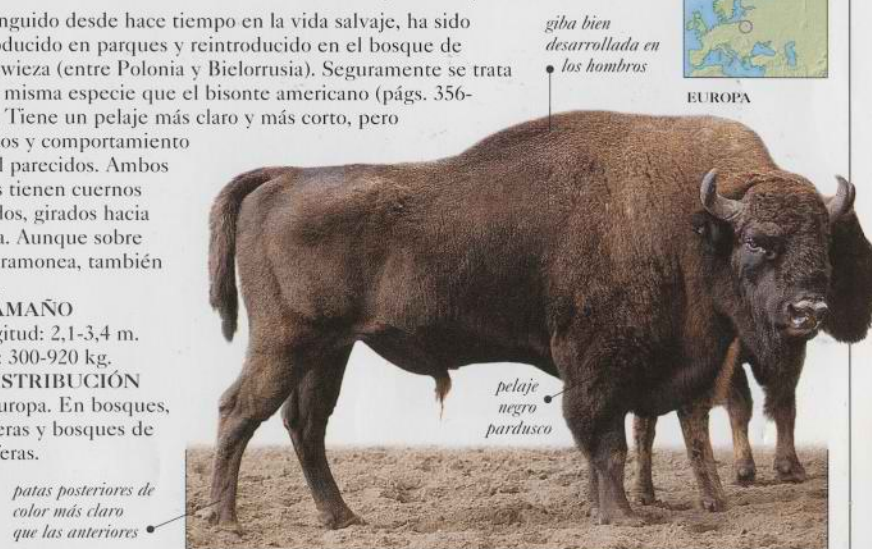 nguido desde hace tiempo en la vida salvaje, ha sido
oducido en parques y reintroducido en el bosque de
wieza (entre Polonia y Bielorrusia). Seguramente se trata
misma especie que el bisonte americano (págs. 356-
Tiene un pelaje más claro y más corto, pero
os y comportamiento
l parecidos. Ambos
s tienen cuernos
dos, girados hacia
a. Aunque sobre
ramonea, también
AMAÑO
gitud: 2,1-3,4 m.
: 300-920 kg.
ISTRIBUCIÓN
uropa. En bosques,
eras y bosques de
feras.
giba bien
desarrollada en
los hombros
EUROPA
pelaje
negro
pardusco
patas posteriores de
color más claro
que las anteriores